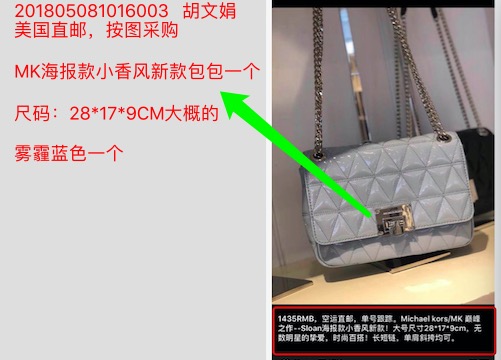 201805081016003 胡文娟
美国直邮，按图采购
MK海报款小香风新款包包一个
尺码：28*17*9CM大概的
雾霾蓝色一个
1435RMB，空运直邮，单号跟踪，Michael kors/MK 巅峰
之作--Sloan海报款小香风新款！大号尺寸28*17*9cm，无
数明星的挚爱，时尚百搭！长短链，单肩斜挎均可。